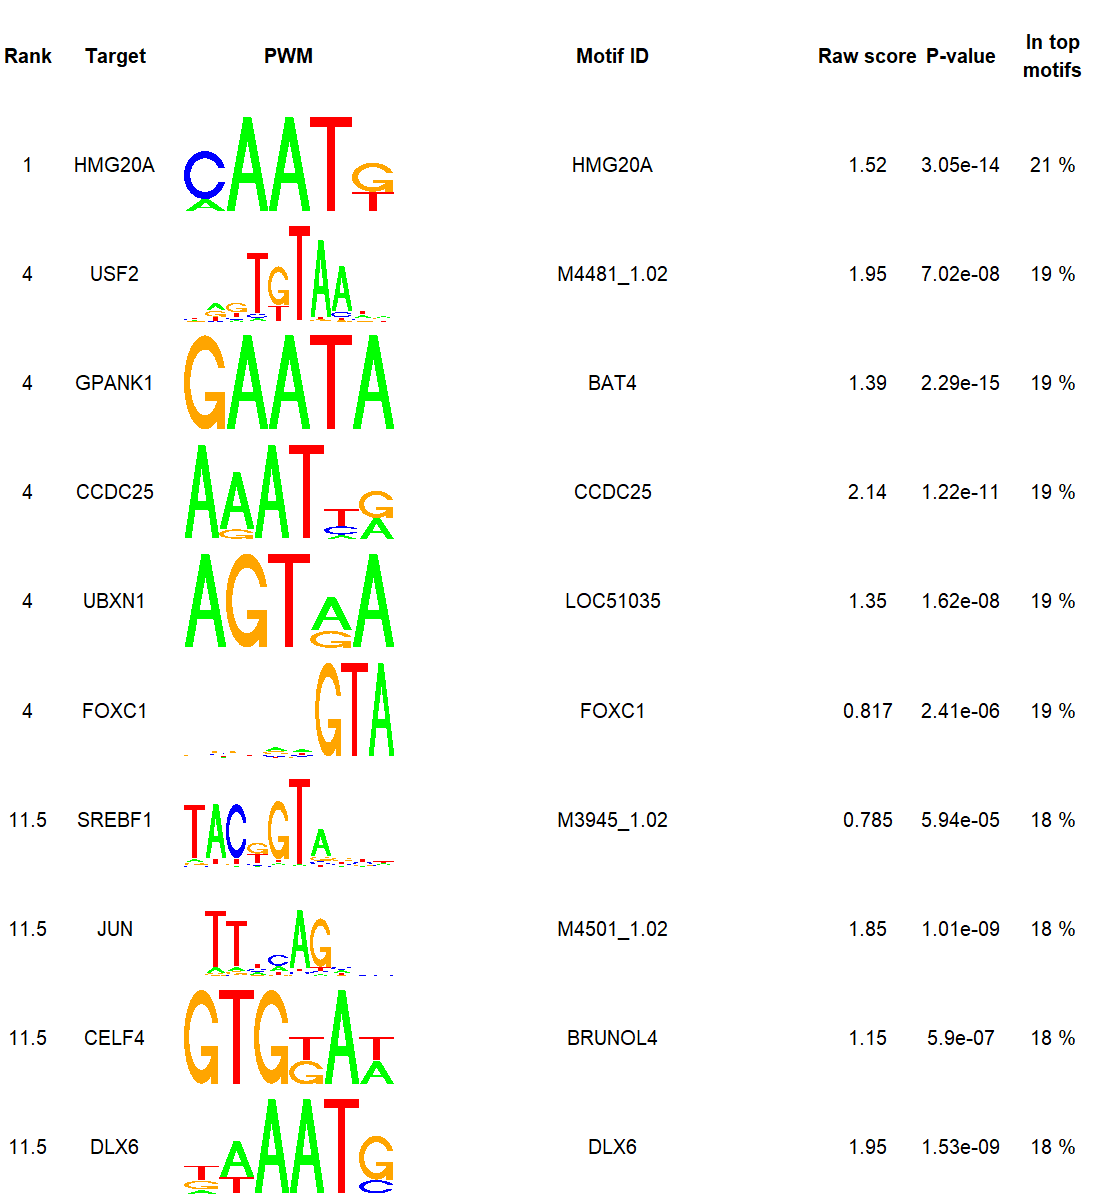 Rank Target PWM Motif ID Raw score P-value In top motifs
1 HMG20A HMG20A 1.52 3.05e-14 21 %
4 USF2 M4481_1.02 1.95 7.02e-08 19 %
4 GPANK1 GAATA BAT4 1.39 2.29e-15 19 %
4 CCDC25 CCDC25 2.14 1.22e-11 19 %
4 UBXN1 LOC51035 1.35 1.62e-08 19 %
4 FOXC1 FOXC1 0.817 2.41e-06 19 %
11.5 SREBF1 M3945_1.02 0.785 5.94e-05 18 %
11.5 JUN M4501_1.02 1.85 1.01e-09 18 %
11.5 CELF4 BRUNOL4 1.15 5.9e-07 18 %
11.5 DLX6 DLX6 1.95 1.53e-09 18 %